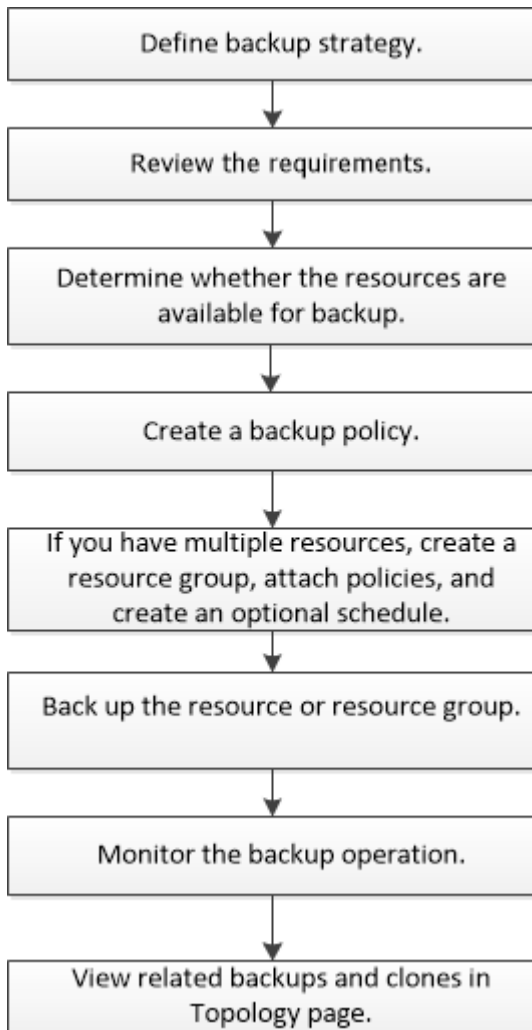 Define backup strategy.
Review the requirements.
Determine whether the resources are
available for backup.
Create a backup policy.
If you have multiple resources, create a
resource group, attach policies, and
create an optional schedule.
Back up the resource or resource group.
Monitor the backup operation.
View related backups and clones in
Topology page.